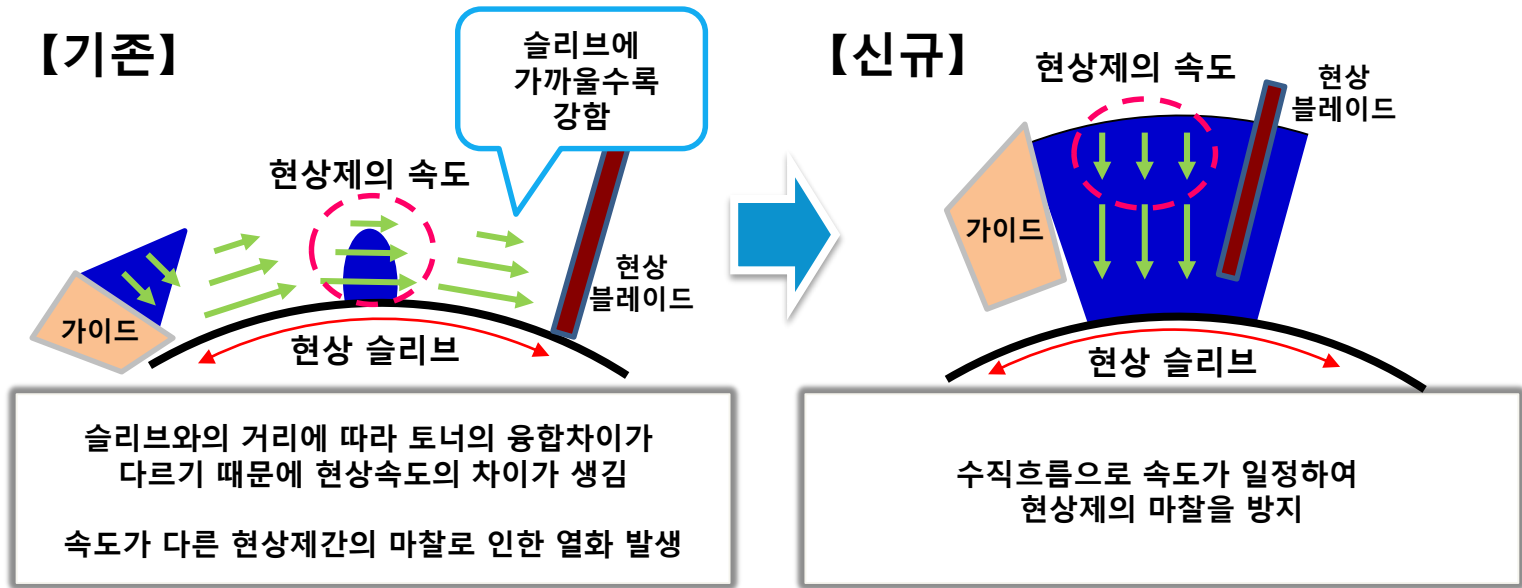 【기존】
슬리브에
가까울수록
강함
현상제의 속도
가이드
현상
블레이드
현상 슬리브
슬리브와의 거리에 따라 토너의 융합차이가
다르기 때문에 현상속도의 차이가 생김
속도가 다른 현상제간의 마찰로 인한 열화 발생
【신규】
현상제의 속도
현상
블레이드
가이드
현상 슬리브
수직흐름으로 속도가 일정하여
현상제의 마찰을 방지